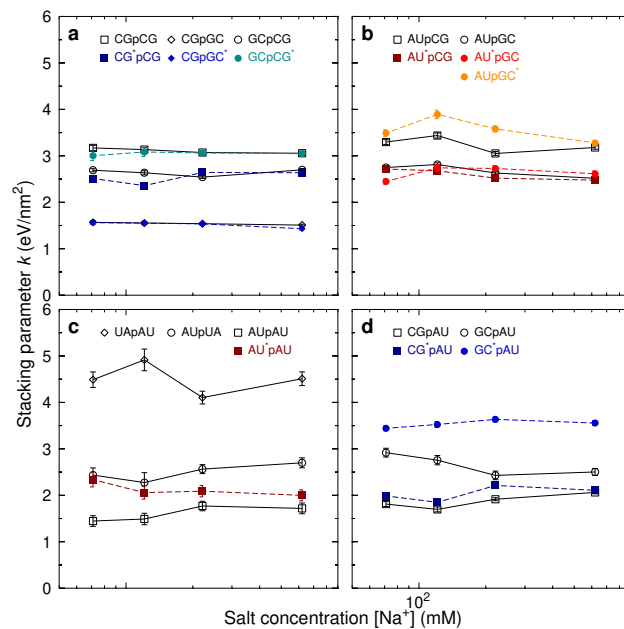 Stacking parameter k (eV/nm²)
6
5
4
3
2
1
0
a
CGpCG CGpGC GCpCG
CG*pCG CGpGC* GCpCG*
b
AUpCG AUpGC
AU*pCG AU*pGC
AUpGC*
6
5
4
3
2
1
0
c
UApAU AUpUA AUpAU
AU*pAU
d
CGpAU GCpAU
CG*pAU GC*pAU
10²
Salt concentration [Na⁺] (mM)